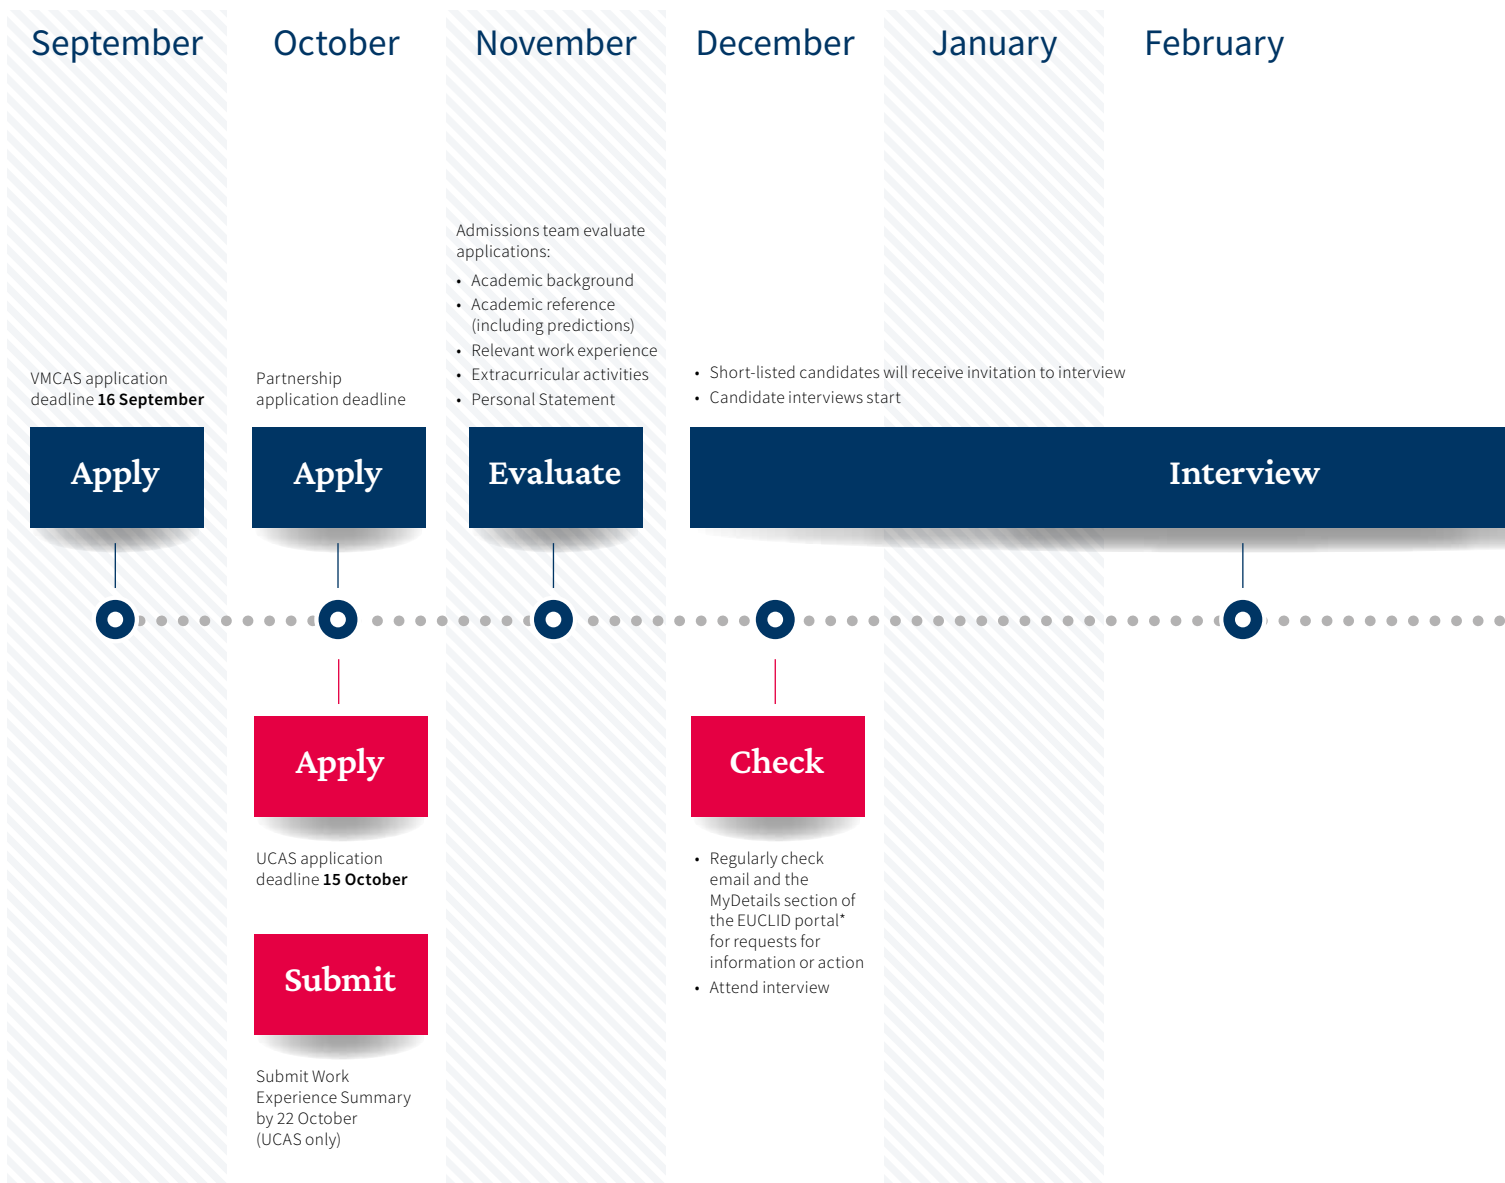 September
October
November
December
January
February
VMCAS application
deadline 16 September
Apply
Partnership
application deadline
Apply
Admissions team evaluate
applications:
• Academic background
• Academic reference
(including predictions)
• Relevant work experience
• Extracurricular activities
• Personal Statement
Evaluate
• Short-listed candidates will receive invitation to interview
• Candidate interviews start
Interview
Apply
UCAS application
deadline 15 October
Submit
Submit Work
Experience Summary
by 22 October
(UCAS only)
Check
• Regularly check
email and the
MyDetails section of
the EUCLID portal*
for requests for
information or action
• Attend interview